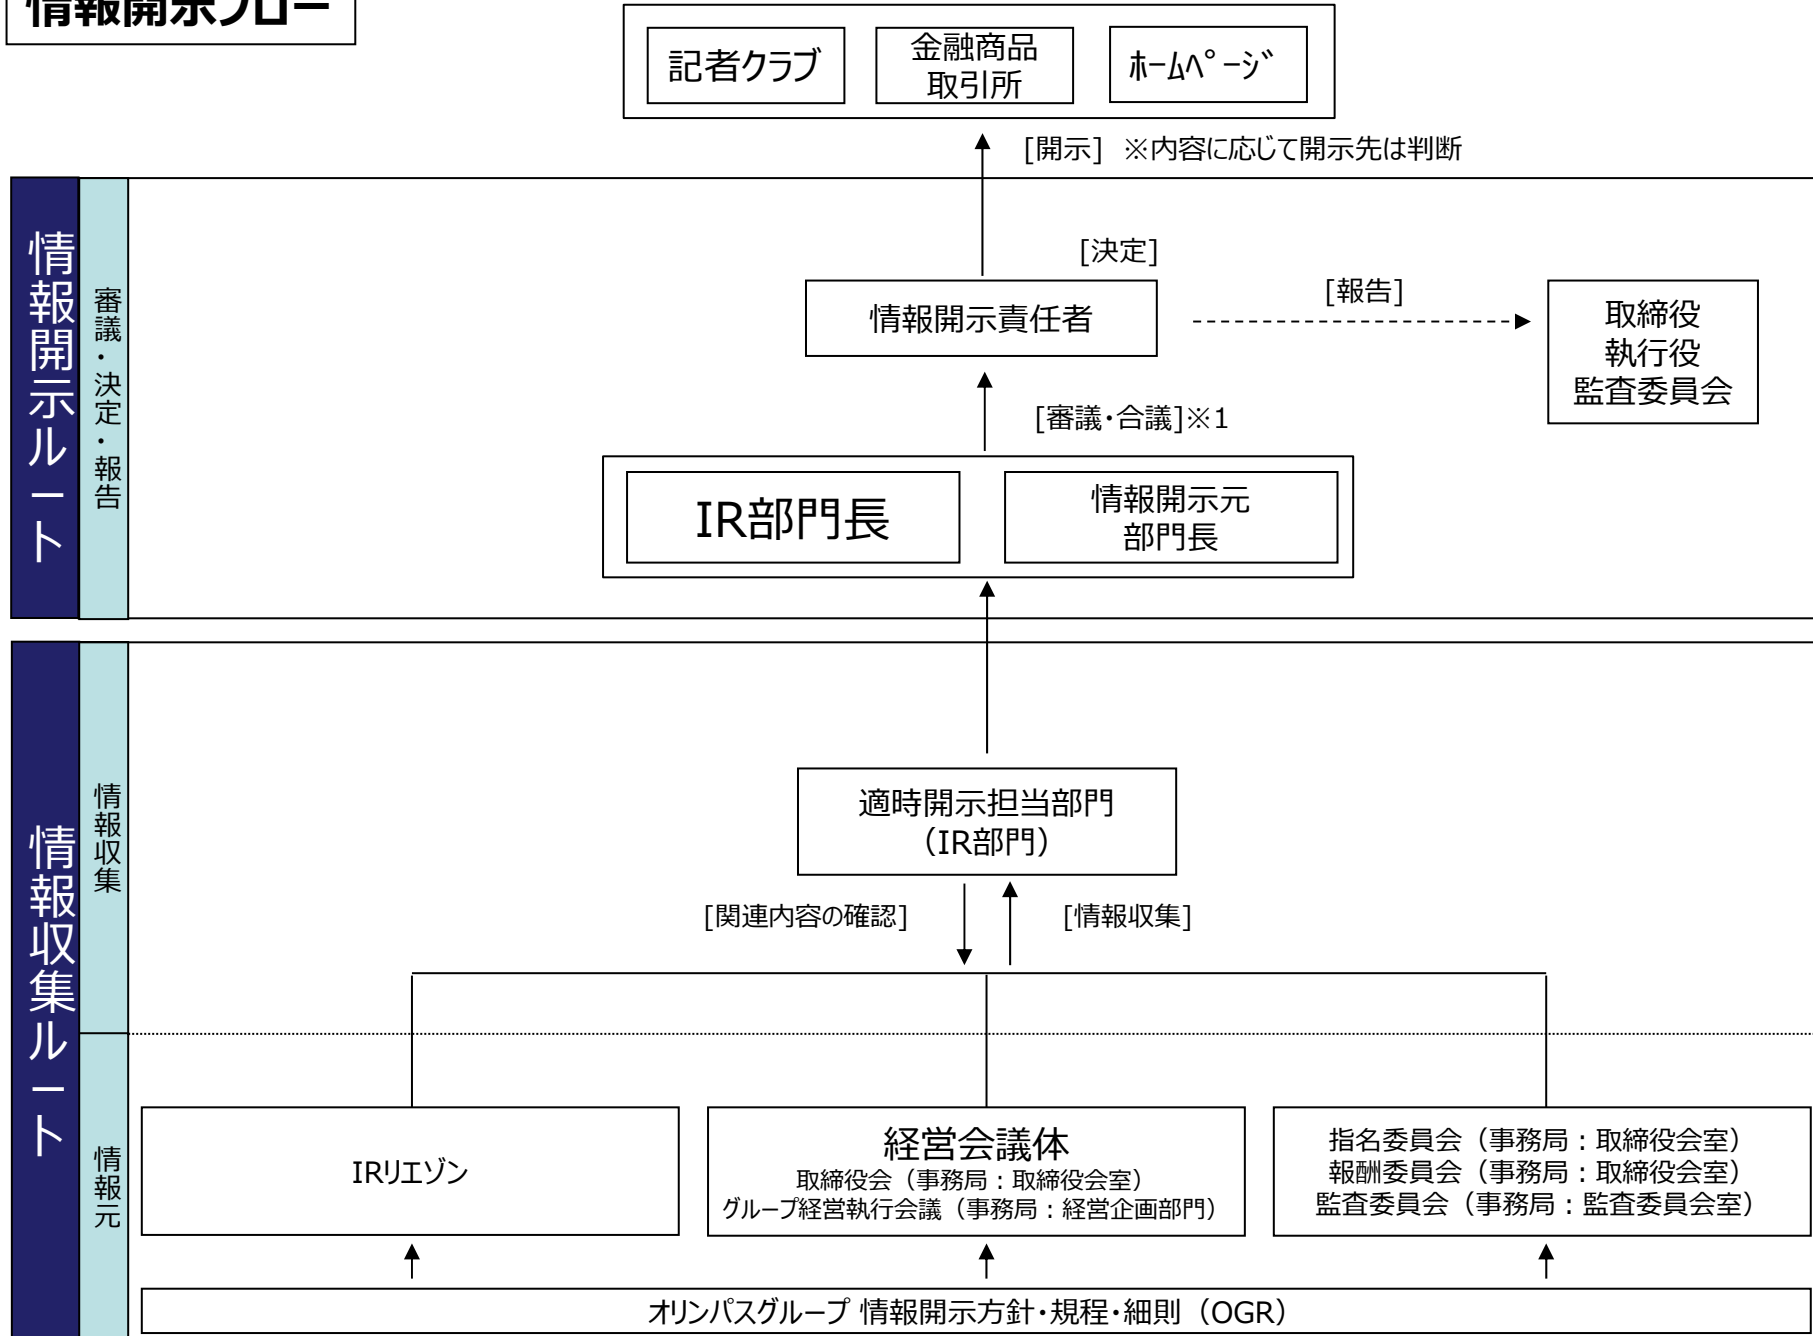 情報開示フロー
記者クラブ
金融商品
取引所
ﾎｰﾑﾍﾟｰｼﾞ
[開示] ※内容に応じて開示先は判断
情報開示ルート
審議・決定・報告
[決定]
情報開示責任者
[報告]
取締役
執行役
監査委員会
[審議・合議]※1
IR部門長
情報開示元
部門長
情報収集ルート
情報収集
適時開示担当部門
（IR部門）
[関連内容の確認]
[情報収集]
情報元
IRリエゾン
経営会議体
取締役会（事務局：取締役会室）
グループ経営執行会議（事務局：経営企画部門）
指名委員会（事務局：取締役会室）
報酬委員会（事務局：取締役会室）
監査委員会（事務局：監査委員会室）
オリンパスグループ 情報開示方針・規程・細則（OGR）